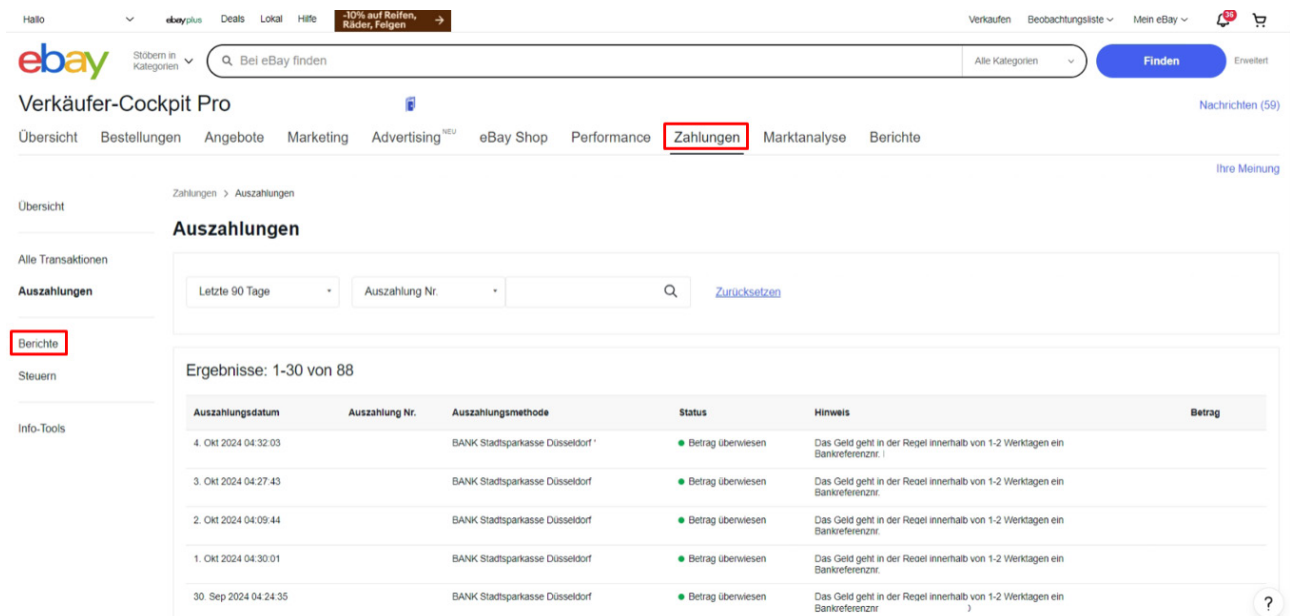 Hallo
ebayplus Deals Lokal Hilfe
-10% auf Reifen,
Räder, Felgen →
Verkaufen Beobachtungsliste Mein eBay 36
ebay
Stöbern in
Kategorien
Bei eBay finden
Alle Kategorien
Finden
Erweitert
Verkäufer-Cockpit Pro
Nachrichten (59)
Übersicht Bestellungen Angebote Marketing Advertising NEU eBay Shop Performance Zahlungen Marktanalyse Berichte
Ihre Meinung
Übersicht
Alle Transaktionen
Auszahlungen
Berichte
Steuern
Info-Tools
Zahlungen > Auszahlungen
Auszahlungen
Letzte 90 Tage Auszahlung Nr. Zurücksetzen
Ergebnisse: 1-30 von 88
Auszahlungsdatum Auszahlung Nr. Auszahlungsmethode Status Hinweis Betrag
4. Okt 2024 04:32:03 BANK Stadtsparkasse Düsseldorf Betrag überwiesen Das Geld geht in der Regel innerhalb von 1-2 Werktagen ein
Bankreferenznr.
3. Okt 2024 04:27:43 BANK Stadtsparkasse Düsseldorf Betrag überwiesen Das Geld geht in der Regel innerhalb von 1-2 Werktagen ein
Bankreferenznr.
2. Okt 2024 04:09:44 BANK Stadtsparkasse Düsseldorf Betrag überwiesen Das Geld geht in der Regel innerhalb von 1-2 Werktagen ein
Bankreferenznr.
1. Okt 2024 04:30:01 BANK Stadtsparkasse Düsseldorf Betrag überwiesen Das Geld geht in der Regel innerhalb von 1-2 Werktagen ein
Bankreferenznr.
30. Sep 2024 04:24:35 BANK Stadtsparkasse Düsseldorf Betrag überwiesen Das Geld geht in der Regel innerhalb von 1-2 Werktagen ein
Bankreferenznr
?